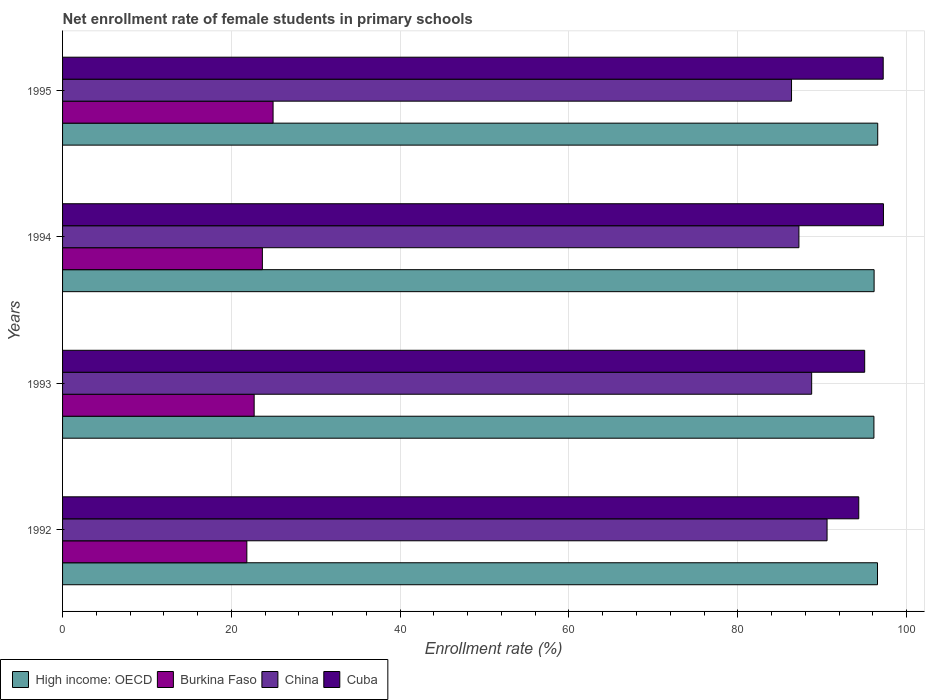 Net enrollment rate of female students in primary schools
1995
1994
1993
1992
Years
0 20 40 60 80 100
Enrollment rate (%)
High income: OECD Burkina Faso China Cuba